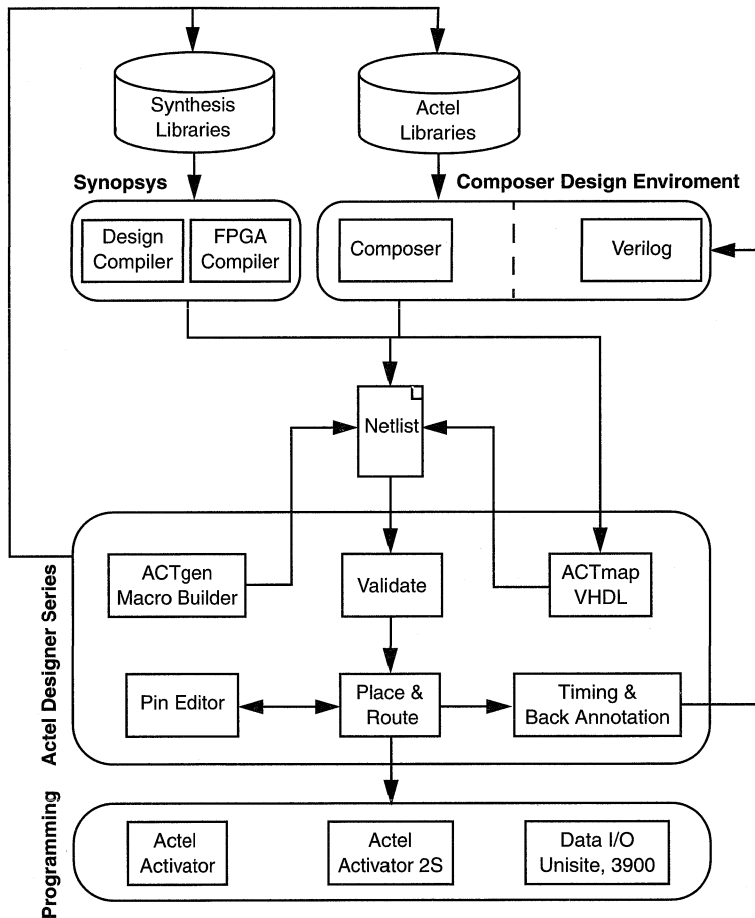 Synthesis
Libraries
Actel
Libraries
Synopsys
Composer Design Enviroment
Design
Compiler
FPGA
Compiler
Composer
Verilog
Netlist
Actel Designer Series
ACTgen
Macro Builder
Validate
ACTmap
VHDL
Pin Editor
Place &
Route
Timing &
Back Annotation
Programming
Actel
Activator
Actel
Activator 2S
Data I/O
Unisite, 3900